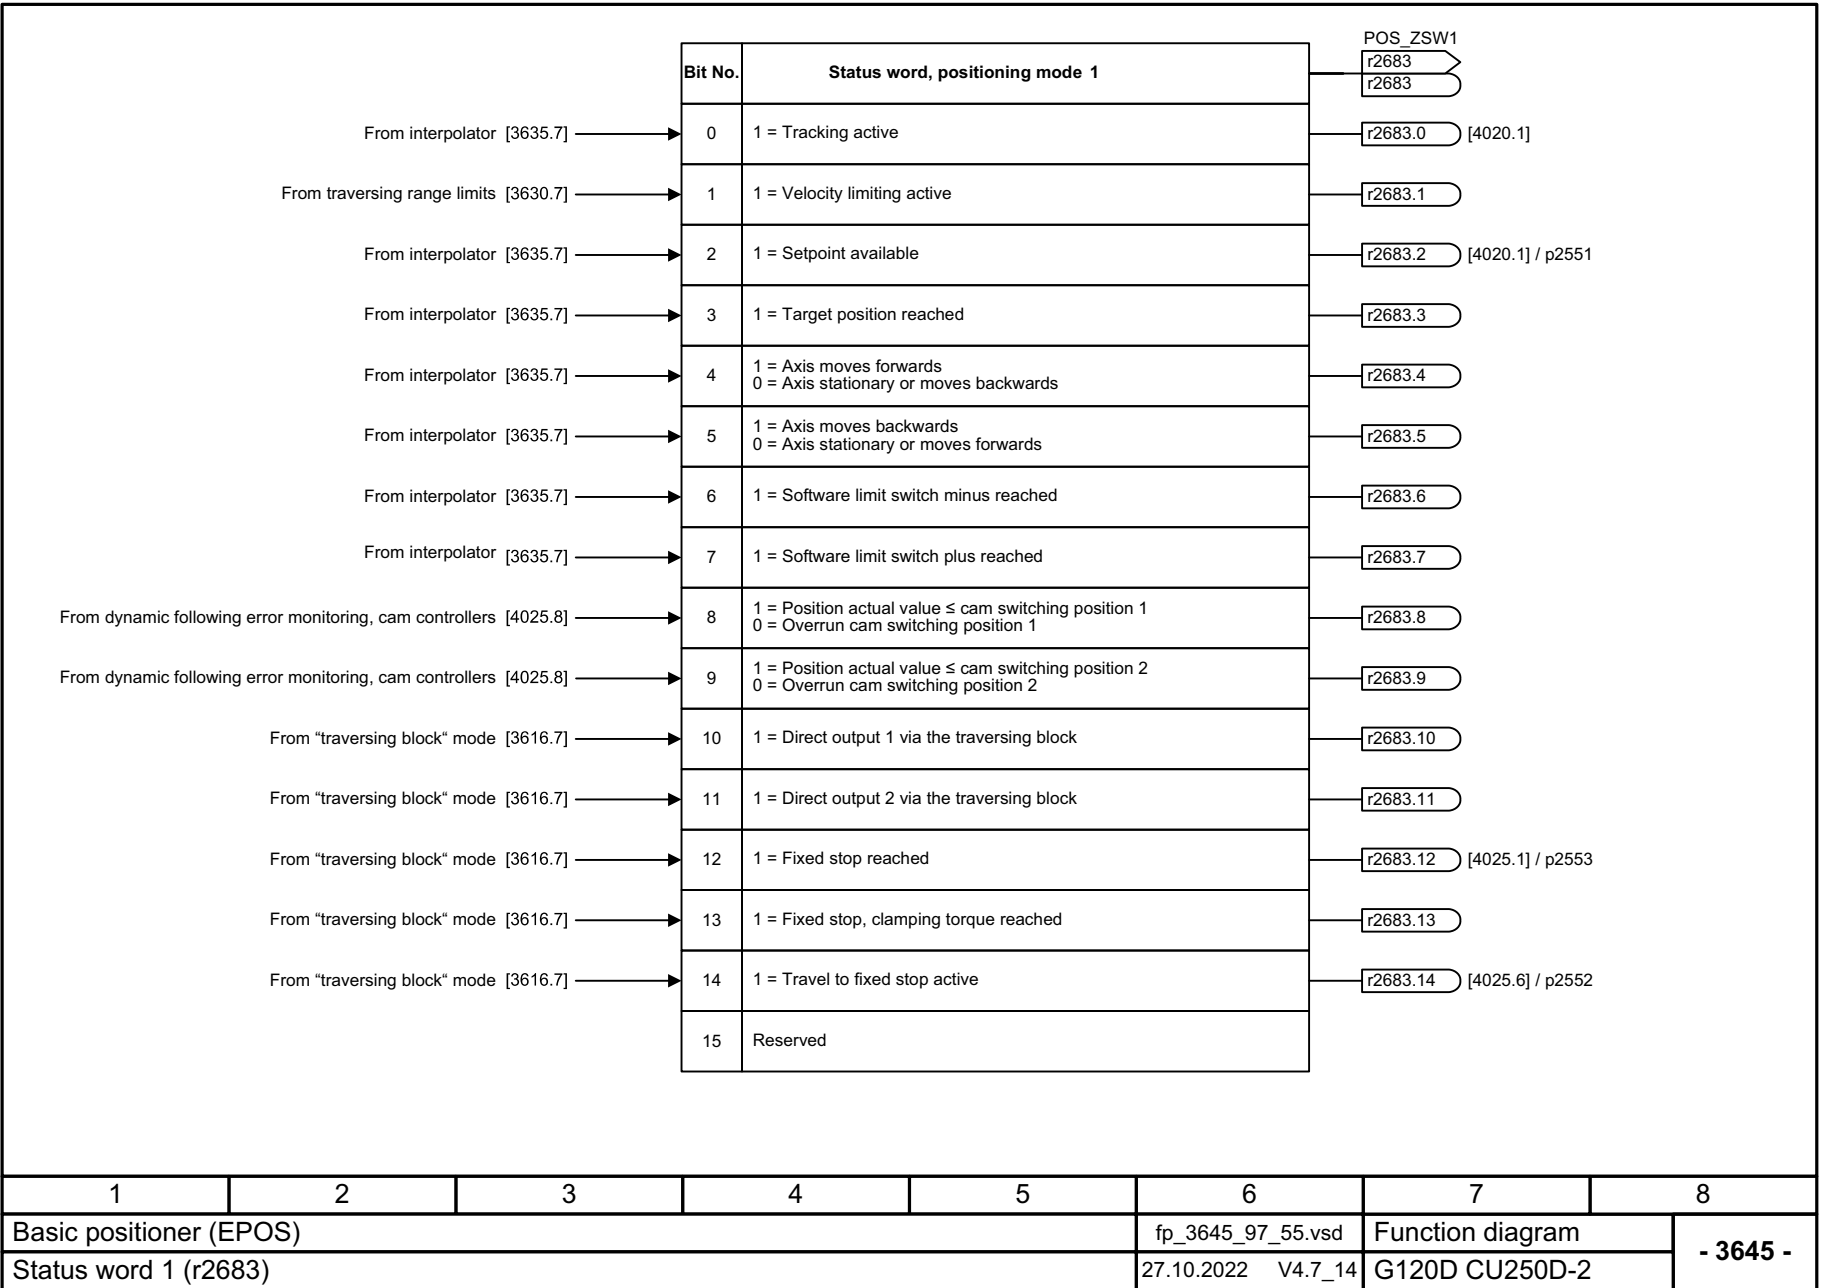 POS_ZSW1
Bit No. Status word, positioning mode 1 r2683
r2683
From interpolator [3635.7] 0 1 = Tracking active r2683.0 [4020.1]
From traversing range limits [3630.7] 1 1 = Velocity limiting active r2683.1
From interpolator [3635.7] 2 1 = Setpoint available r2683.2 [4020.1] / p2551
From interpolator [3635.7] 3 1 = Target position reached r2683.3
From interpolator [3635.7] 4 1 = Axis moves forwards
0 = Axis stationary or moves backwards r2683.4
From interpolator [3635.7] 5 1 = Axis moves backwards
0 = Axis stationary or moves forwards r2683.5
From interpolator [3635.7] 6 1 = Software limit switch minus reached r2683.6
From interpolator [3635.7] 7 1 = Software limit switch plus reached r2683.7
From dynamic following error monitoring, cam controllers [4025.8] 8 1 = Position actual value ≤ cam switching position 1
0 = Overrun cam switching position 1 r2683.8
From dynamic following error monitoring, cam controllers [4025.8] 9 1 = Position actual value ≤ cam switching position 2
0 = Overrun cam switching position 2 r2683.9
From “traversing block“ mode [3616.7] 10 1 = Direct output 1 via the traversing block r2683.10
From “traversing block“ mode [3616.7] 11 1 = Direct output 2 via the traversing block r2683.11
From “traversing block“ mode [3616.7] 12 1 = Fixed stop reached r2683.12 [4025.1] / p2553
From “traversing block“ mode [3616.7] 13 1 = Fixed stop, clamping torque reached r2683.13
From “traversing block“ mode [3616.7] 14 1 = Travel to fixed stop active r2683.14 [4025.6] / p2552
15 Reserved
1 2 3 4 5 6 7 8
Basic positioner (EPOS) fp_3645_97_55.vsd Function diagram - 3645 -
Status word 1 (r2683) 27.10.2022 V4.7_14 G120D CU250D-2